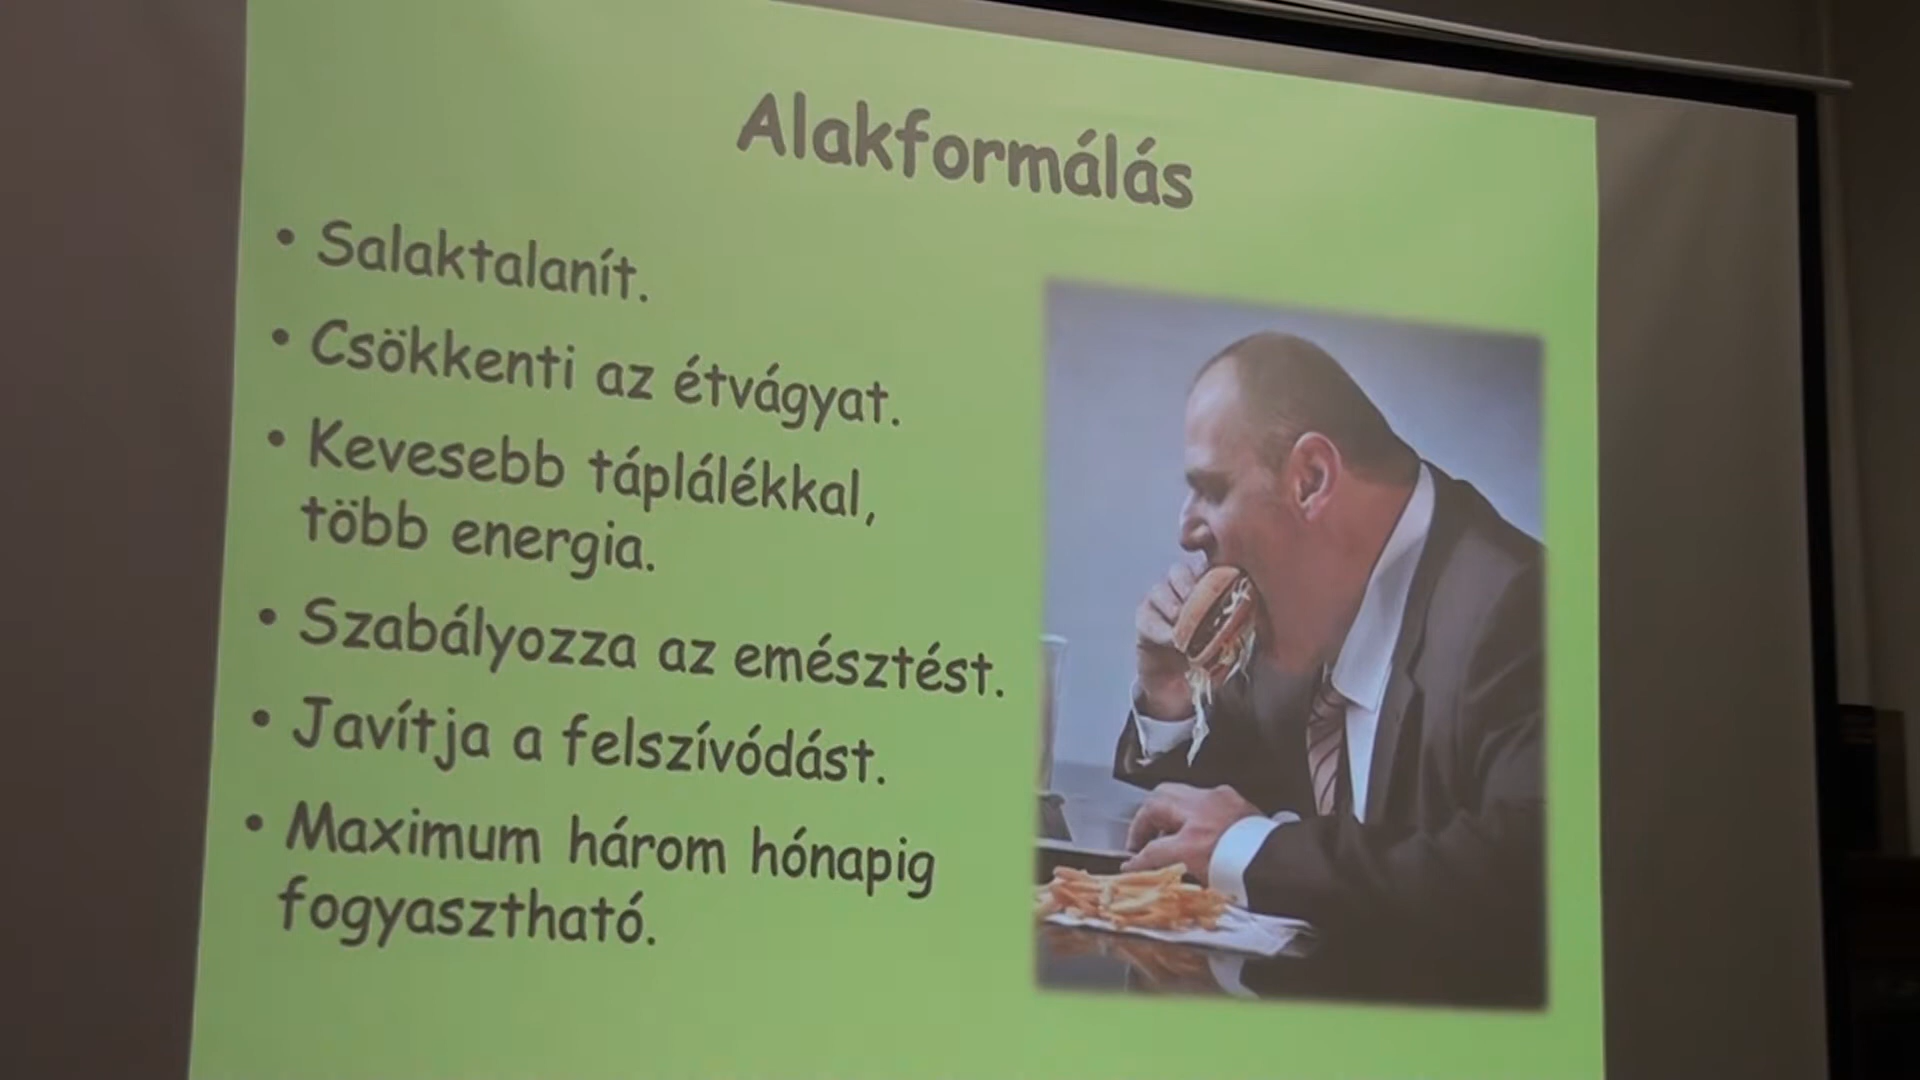 Alakformálás
• Salaktalanít.
• Csökkenti az étvágyat.
• Kevesebb táplálékkal,
több energia.
• Szabályozza az emésztést.
• Javítja a felszívódást.
• Maximum három hónapig
fogyasztható.